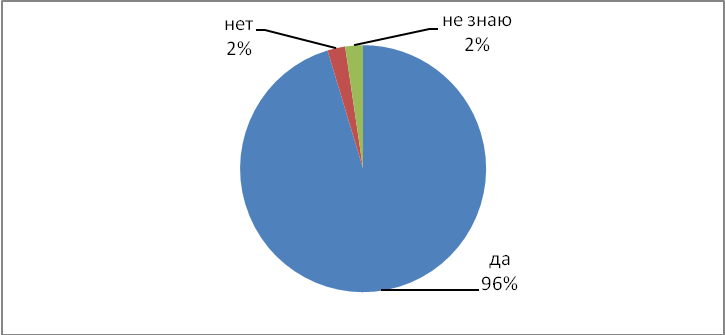 нет
2%
не знаю
2%
да
96%